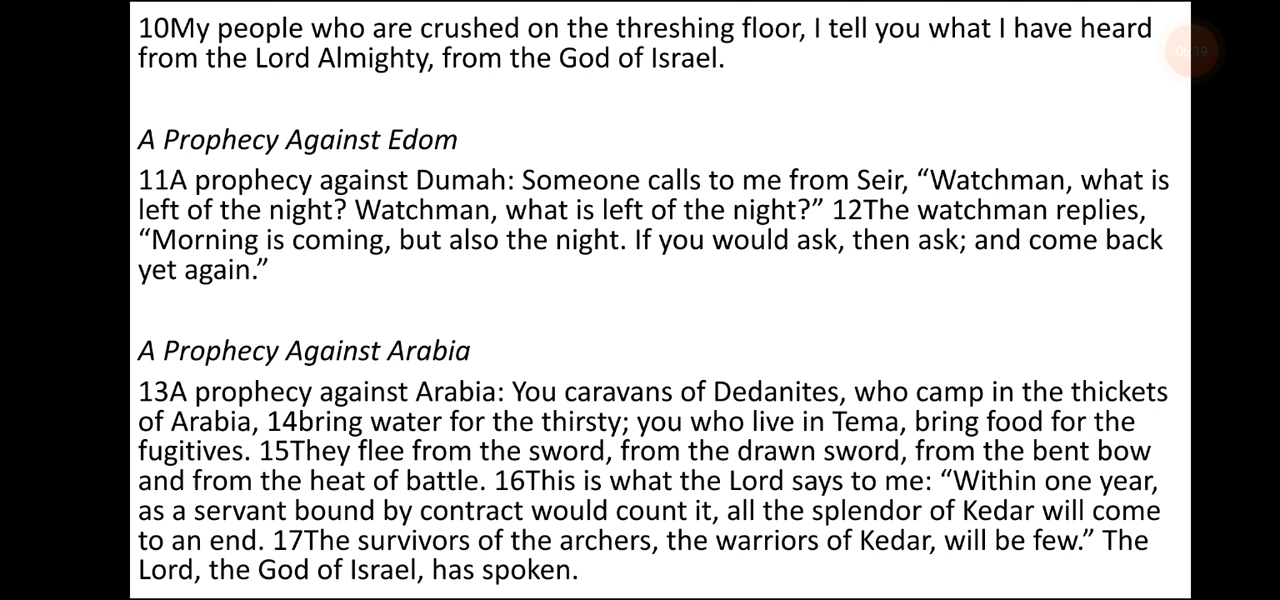 10My people who are crushed on the threshing floor, I tell you what I have heard
from the Lord Almighty, from the God of Israel.
A Prophecy Against Edom
11A prophecy against Dumah: Someone calls to me from Seir, “Watchman, what is
left of the night? Watchman, what is left of the night?” 12The watchman replies,
“Morning is coming, but also the night. If you would ask, then ask; and come back
yet again.”
A Prophecy Against Arabia
13A prophecy against Arabia: You caravans of Dedanites, who camp in the thickets
of Arabia, 14bring water for the thirsty; you who live in Tema, bring food for the
fugitives. 15They flee from the sword, from the drawn sword, from the bent bow
and from the heat of battle. 16This is what the Lord says to me: “Within one year,
as a servant bound by contract would count it, all the splendor of Kedar will come
to an end. 17The survivors of the archers, the warriors of Kedar, will be few.” The
Lord, the God of Israel, has spoken.
06:19